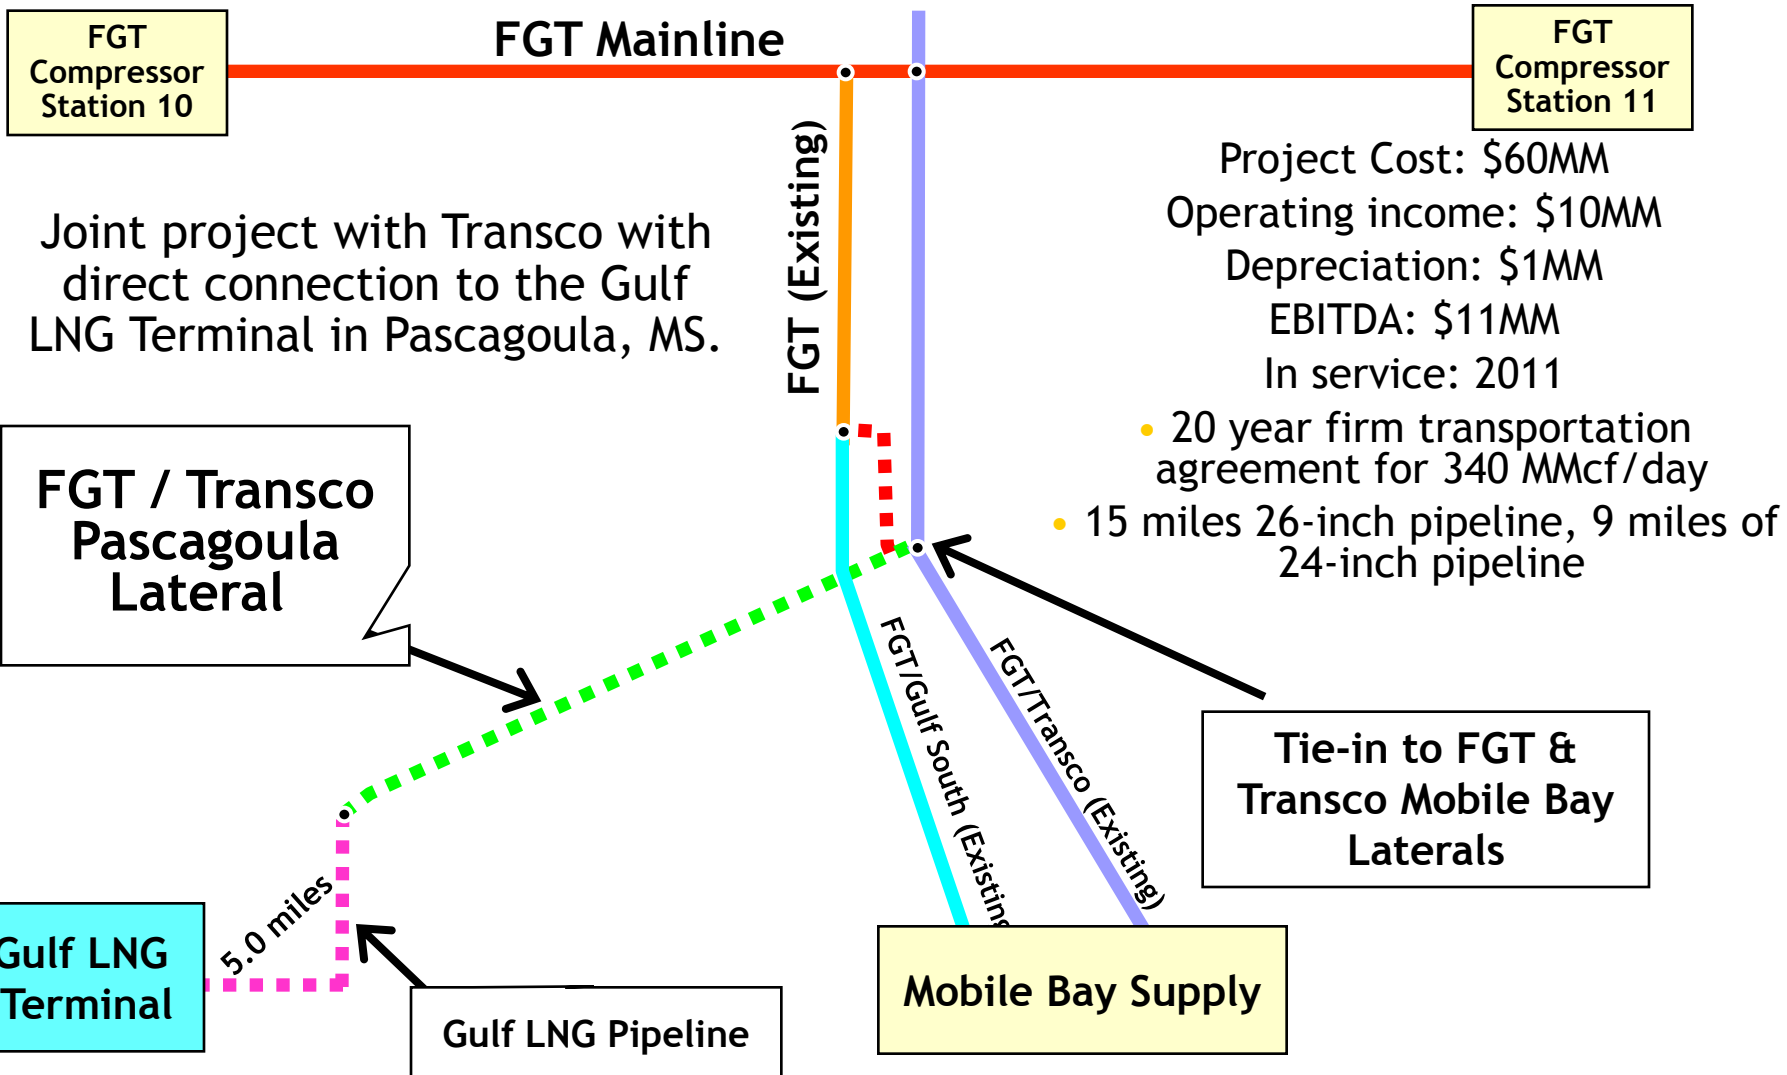 FGT
Compressor
Station 10
FGT Mainline
FGT
Compressor
Station 11
Joint project with Transco with
direct connection to the Gulf
LNG Terminal in Pascagoula, MS.
FGT (Existing)
Project Cost: $60MM
Operating income: $10MM
Depreciation: $1MM
EBITDA: $11MM
In service: 2011
• 20 year firm transportation
agreement for 340 MMcf/day
• 15 miles 26-inch pipeline, 9 miles of
24-inch pipeline
FGT / Transco
Pascagoula
Lateral
FGT/Gulf South (Existing
FGT/Transco (Existing)
Tie-in to FGT &
Transco Mobile Bay
Laterals
5.0 miles
Gulf LNG
Terminal
Gulf LNG Pipeline
Mobile Bay Supply